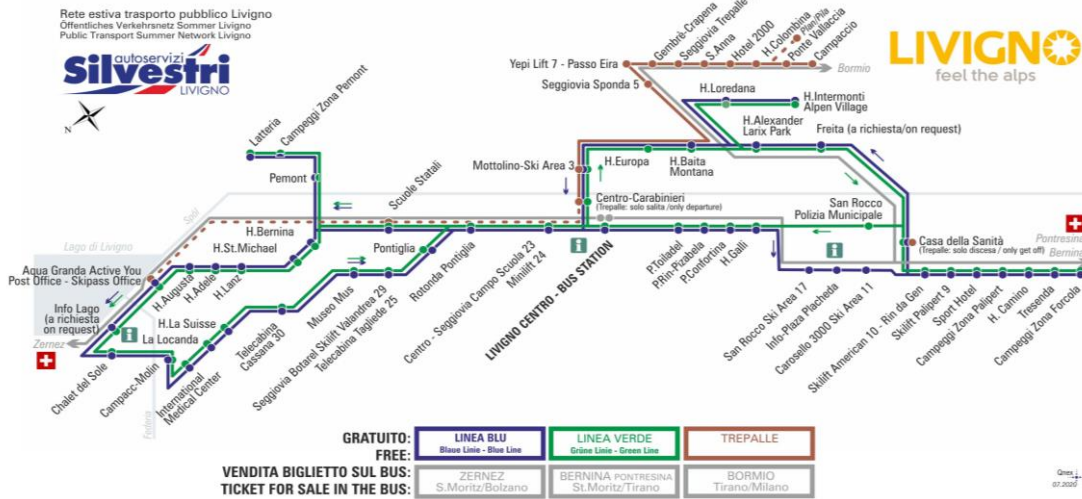 Rete estiva trasporto pubblico Livigno
Öffentliches Verkehrsnetz Sommer Livigno
Public Transport Summer Network Livigno
autoservizi
Silvestri
LIVIGNO
N
LIVIGNO
feel the alps
Yepi Lift 7 - Passo Eira
Gembrè-Crapena
Seggiovia Trepalle
S.Anna
Hotel 2000
H.Colombina
Plan/Pila
Ponte Vallaccia
Campaccio
Bormio
Seggiovia Sponda 5
H.Loredana
H.Intermonti
Alpen Village
H.Alexander
Larix Park
Freita (a richiesta/on request)
Latteria
Campeggi Zona Pemont
Pemont
Mottolino-Ski Area 3
H.Europa
H.Baita
Montana
Scuole Statali
Centro-Carabinieri
(Trepalle: solo salita /only departure)
San Rocco
Polizia Municipale
Spöl
Lago di Livigno
H.Bernina
H.St.Michael
Pontiglia
Casa della Sanità
(Trepalle: solo discesa / only get off)
Pontresina
Bernina
Aqua Granda Active You
Post Office - Skipass Office
H.Augusta
H.Adele
H.Lanz
Info Lago
(a richiesta
on request)
Zernez
H.La Suisse
La Locanda
Chalet del Sole
Campacc-Molin
Federa
International
Medical Center
Telecabina
Cassana 30
Museo Mus
Seggiovia Botarel Skilift Valandrea 29
Telecabina Tagliede 25
Rotonda Pontiglia
Centro - Seggiovia Campo Scuola 23
Minilift 24
LIVIGNO CENTRO - BUS STATION
P.Toiladel
P.Rin-Pizabela
P.Confortina
H.Galli
San Rocco Ski Area 17
Info Plaza Placheda
Carosello 3000 Ski Area 11
Skilift American 10 - Rin da Gen
Skilift Palipert 9
Sport Hotel
Campeggi Zona Palipert
H. Camino
Tresenda
Campeggi Zona Forcola
GRATUITO:
FREE:
LINEA BLU
Blaue Linie - Blue Line
LINEA VERDE
Grüne Linie - Green Line
TREPALLE
VENDITA BIGLIETTO SUL BUS:
TICKET FOR SALE IN THE BUS:
ZERNEZ
S.Moritz/Bolzano
BERNINA PONTRESINA
St.Moritz/Tirano
BORMIO
Tirano/Milano
Qnex
07.2020